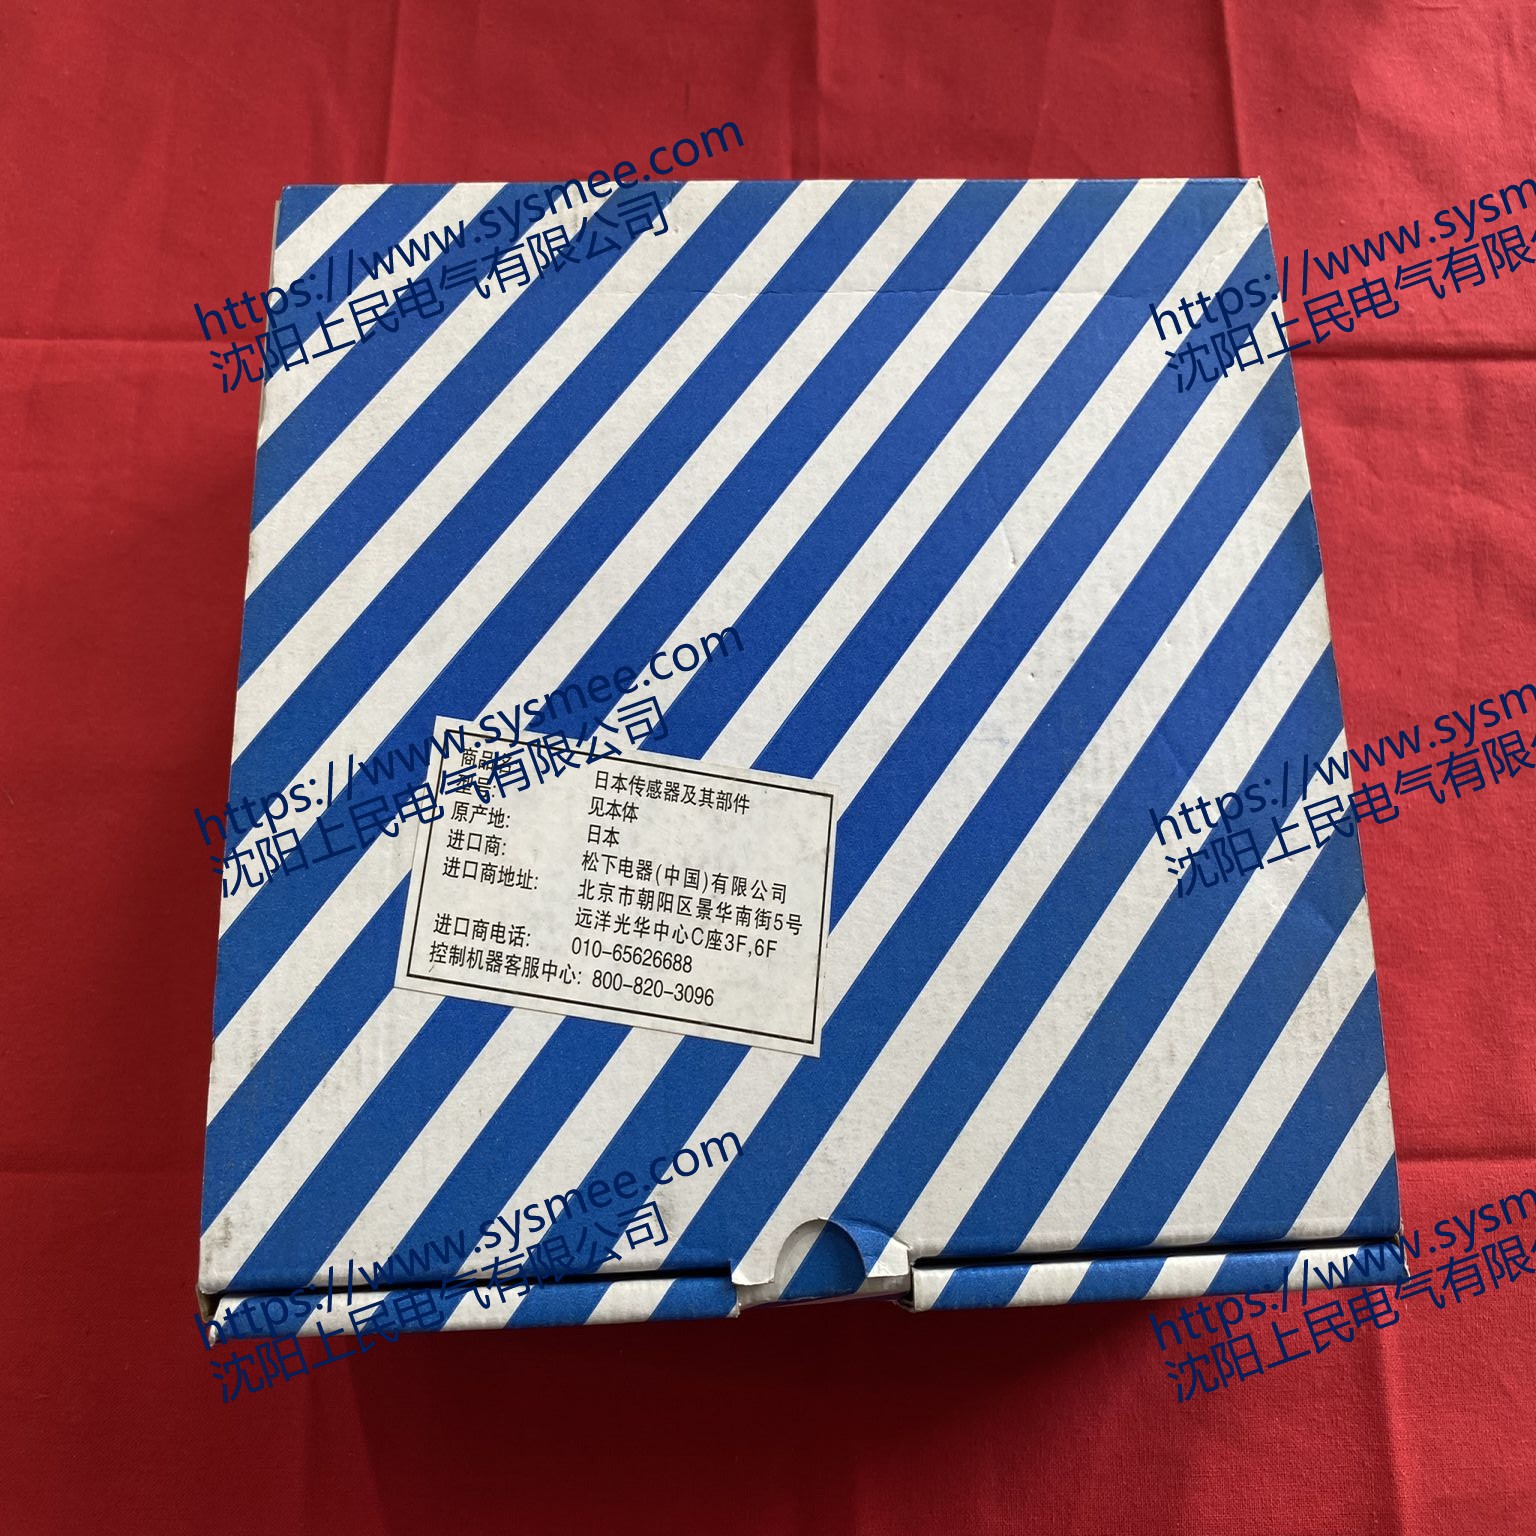 https://www.sysmee.com
沈阳上民电气有限公司
https://www.sysm
沈阳上民电气有限
https://www.sysmee.com
沈阳上民电气有限公司
https://www.sysm
沈阳上民电气有限
商品名
型号:
原产地:
进口商:
进口商地址:
进口商电话:
控制机器客服中心: 800-820-3096
日本传感器及其部件
见本体
日本
松下电器(中国)有限公司
北京市朝阳区景华南街5号
远洋光华中心C座3F,6F
010-65626688
https://www.sysmee.com
沈阳上民电气有限公司
https://www.sysm
沈阳上民电气有限